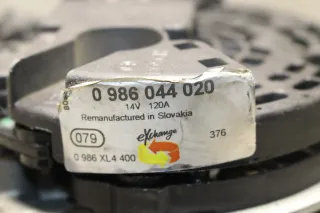 0 986 044 020
14V 120A
Remanufactured in Slovakia
079
eXchange
376
0 986 XL4 400